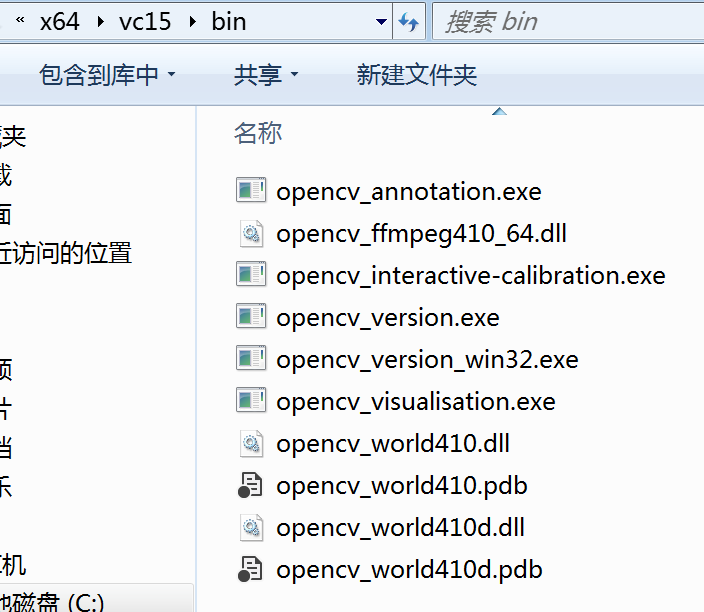 « x64 vc15 bin
搜索 bin
包含到库中 共享 新建文件夹
名称
夹
opencv_annotation.exe
载
面
opencv_ffmpeg410_64.dll
近访问的位置
opencv_interactive-calibration.exe
opencv_version.exe
opencv_version_win32.exe
频
片
opencv_visualisation.exe
档
opencv_world410.dll
乐
opencv_world410.pdb
opencv_world410d.dll
机
opencv_world410d.pdb
地磁盘 (C:)